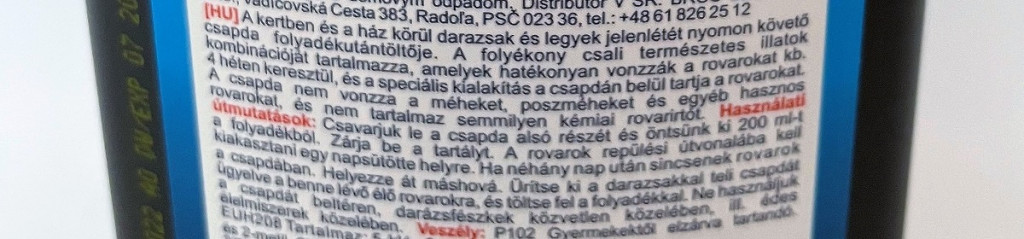 Vadičovská Cesta 383, Radoľa, PSČ 023 36, tel.: +48 61 826 25 12
[HU] A kertben és a ház körül darazsak és legyek jelenlétét nyomon követő
csapda folyadékutántöltője. A folyékony csali természetes illatok
kombinációját tartalmazza, amelyek hatékonyan vonzzák a rovarokat kb.
4 héten keresztül, és a speciális kialakítás a csapdán belül tartja a rovarokat.
A csapda nem vonzza a méheket, poszméheket és egyéb hasznos
rovarokat, és nem tartalmaz semmilyen kémiai rovarirtót. Használati
útmutatások: Csavarjuk le a csapda alsó részét és öntsünk ki 200 ml-t
a folyadékból. Zárja be a tartályt. A rovarok repülési útvonalába kell
kiakasztani egy napsütötte helyre. Ha néhány nap után sincsenek rovarok
a csapdában. Helyezze át máshová. Ürítse ki a darazsakkal teli csapdát
ügyelve a benne lévő élő rovarokra, és töltse fel a folyadékkal. Ne használjuk
a csapdát beltéren, darázsfészkek közvetlen közelében, ill. édes
élelmiszerek közelében. Veszély: P102 Gyermekektől elzárva tartandó.
EUH208 Tartalmaz: